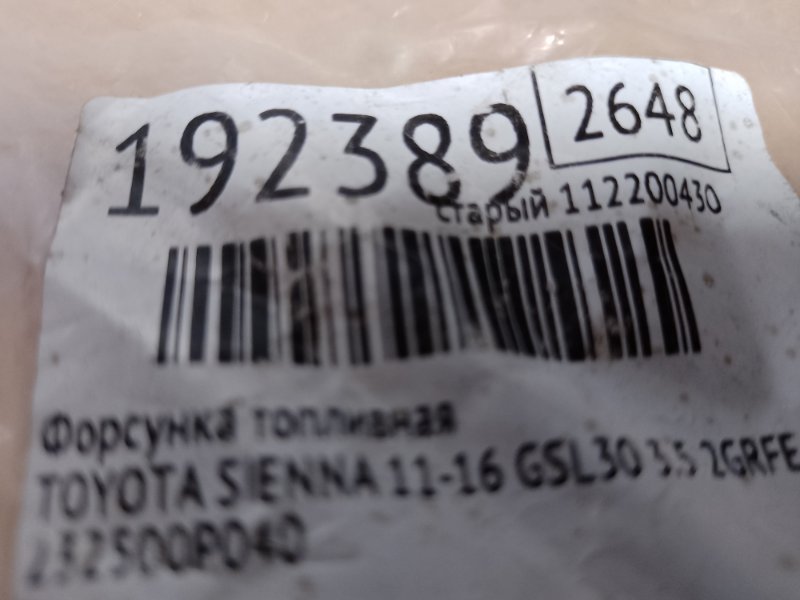 192389 2648
старый 112200430
Форсунка топливная
TOYOTA SIENNA 11-16 GSL30 3.5 2GRFE
232500P040